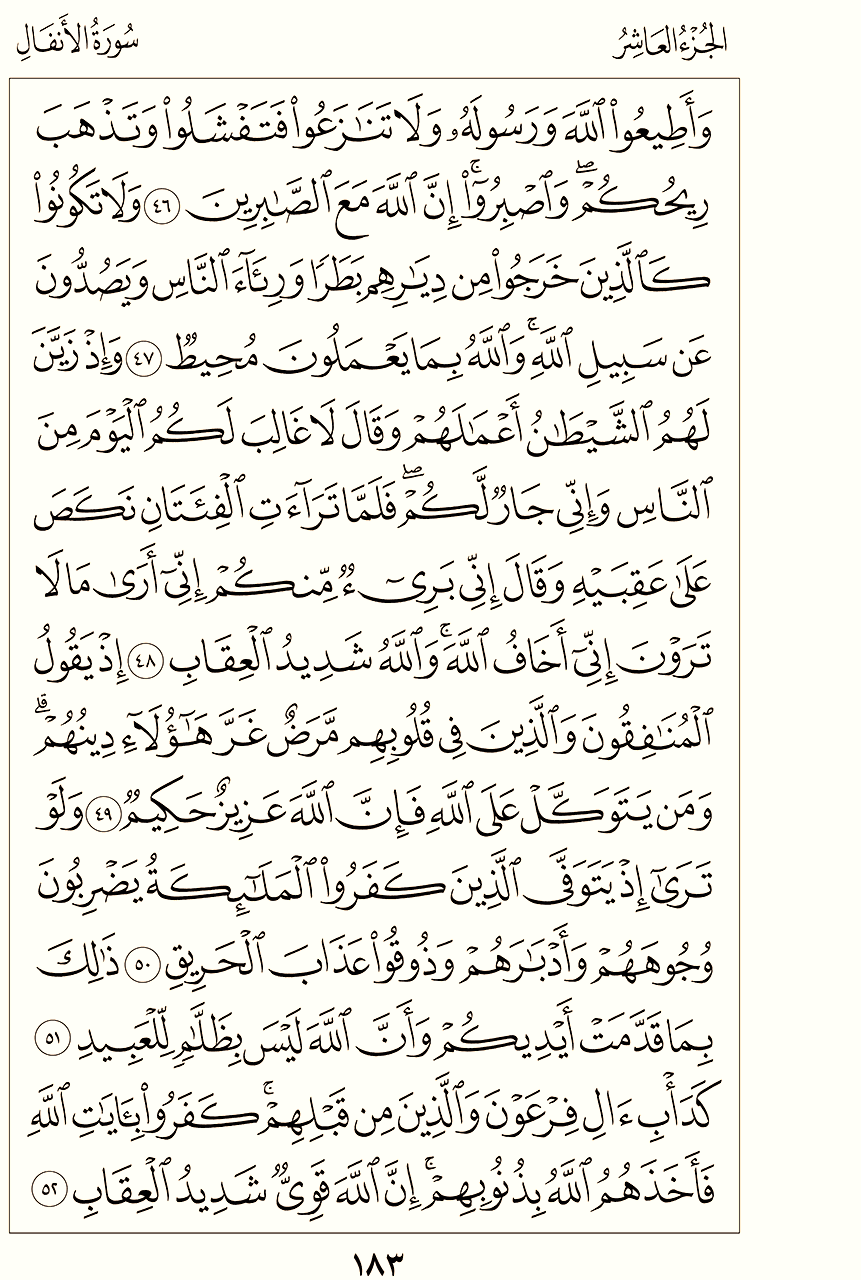 الجُزْءُ العَاشِرُ
سُورَةُ الأَنفَالِ
وَأَطِيعُوا۟ ٱللَّهَ وَرَسُولَهُۥ وَلَا تَنَـٰزَعُوا۟ فَتَفْشَلُوا۟ وَتَذْهَبَ
رِيحُكُمْ ۖ وَٱصْبِرُوٓا۟ ۚ إِنَّ ٱللَّهَ مَعَ ٱلصَّـٰبِرِينَ ٤٦ وَلَا تَكُونُوا۟
كَٱلَّذِينَ خَرَجُوا۟ مِن دِيَـٰرِهِم بَطَرًا وَرِئَآءَ ٱلنَّاسِ وَيَصُدُّونَ
عَن سَبِيلِ ٱللَّهِ ۚ وَٱللَّهُ بِمَا يَعْمَلُونَ مُحِيطٌ ٤٧ وَإِذْ زَيَّنَ
لَهُمُ ٱلشَّيْطَـٰنُ أَعْمَـٰلَهُمْ وَقَالَ لَا غَالِبَ لَكُمُ ٱلْيَوْمَ مِنَ
ٱلنَّاسِ وَإِنِّى جَارٌ لَّكُمْ ۖ فَلَمَّا تَرَآءَتِ ٱلْفِئَتَانِ نَكَصَ
عَلَىٰ عَقِبَيْهِ وَقَالَ إِنِّى بَرِىٓءٌ مِّنكُمْ إِنِّىٓ أَرَىٰ مَا لَا
تَرَوْنَ إِنِّىٓ أَخَافُ ٱللَّهَ ۚ وَٱللَّهُ شَدِيدُ ٱلْعِقَابِ ٤٨ إِذْ يَقُولُ
ٱلْمُنَـٰفِقُونَ وَٱلَّذِينَ فِى قُلُوبِهِم مَّرَضٌ غَرَّ هَـٰٓؤُلَآءِ دِينُهُمْ ۗ
وَمَن يَتَوَكَّلْ عَلَى ٱللَّهِ فَإِنَّ ٱللَّهَ عَزِيزٌ حَكِيمٌ ٤٩ وَلَوْ
تَرَىٰٓ إِذْ يَتَوَفَّى ٱلَّذِينَ كَفَرُوا۟ ٱلْمَلَـٰٓئِكَةُ يَضْرِبُونَ
وُجُوهَهُمْ وَأَدْبَـٰرَهُمْ وَذُوقُوا۟ عَذَابَ ٱلْحَرِيقِ ٥٠ ذَٰلِكَ
بِمَا قَدَّمَتْ أَيْدِيكُمْ وَأَنَّ ٱللَّهَ لَيْسَ بِظَلَّـٰمٍ لِّلْعَبِيدِ ٥١
كَدَأْبِ ءَالِ فِرْعَوْنَ وَٱلَّذِينَ مِن قَبْلِهِمْ ۚ كَفَرُوا۟ بِـَٔايَـٰتِ ٱللَّهِ
فَأَخَذَهُمُ ٱللَّهُ بِذُنُوبِهِمْ ۚ إِنَّ ٱللَّهَ قَوِىٌّ شَدِيدُ ٱلْعِقَابِ ٥٢
١٨٣